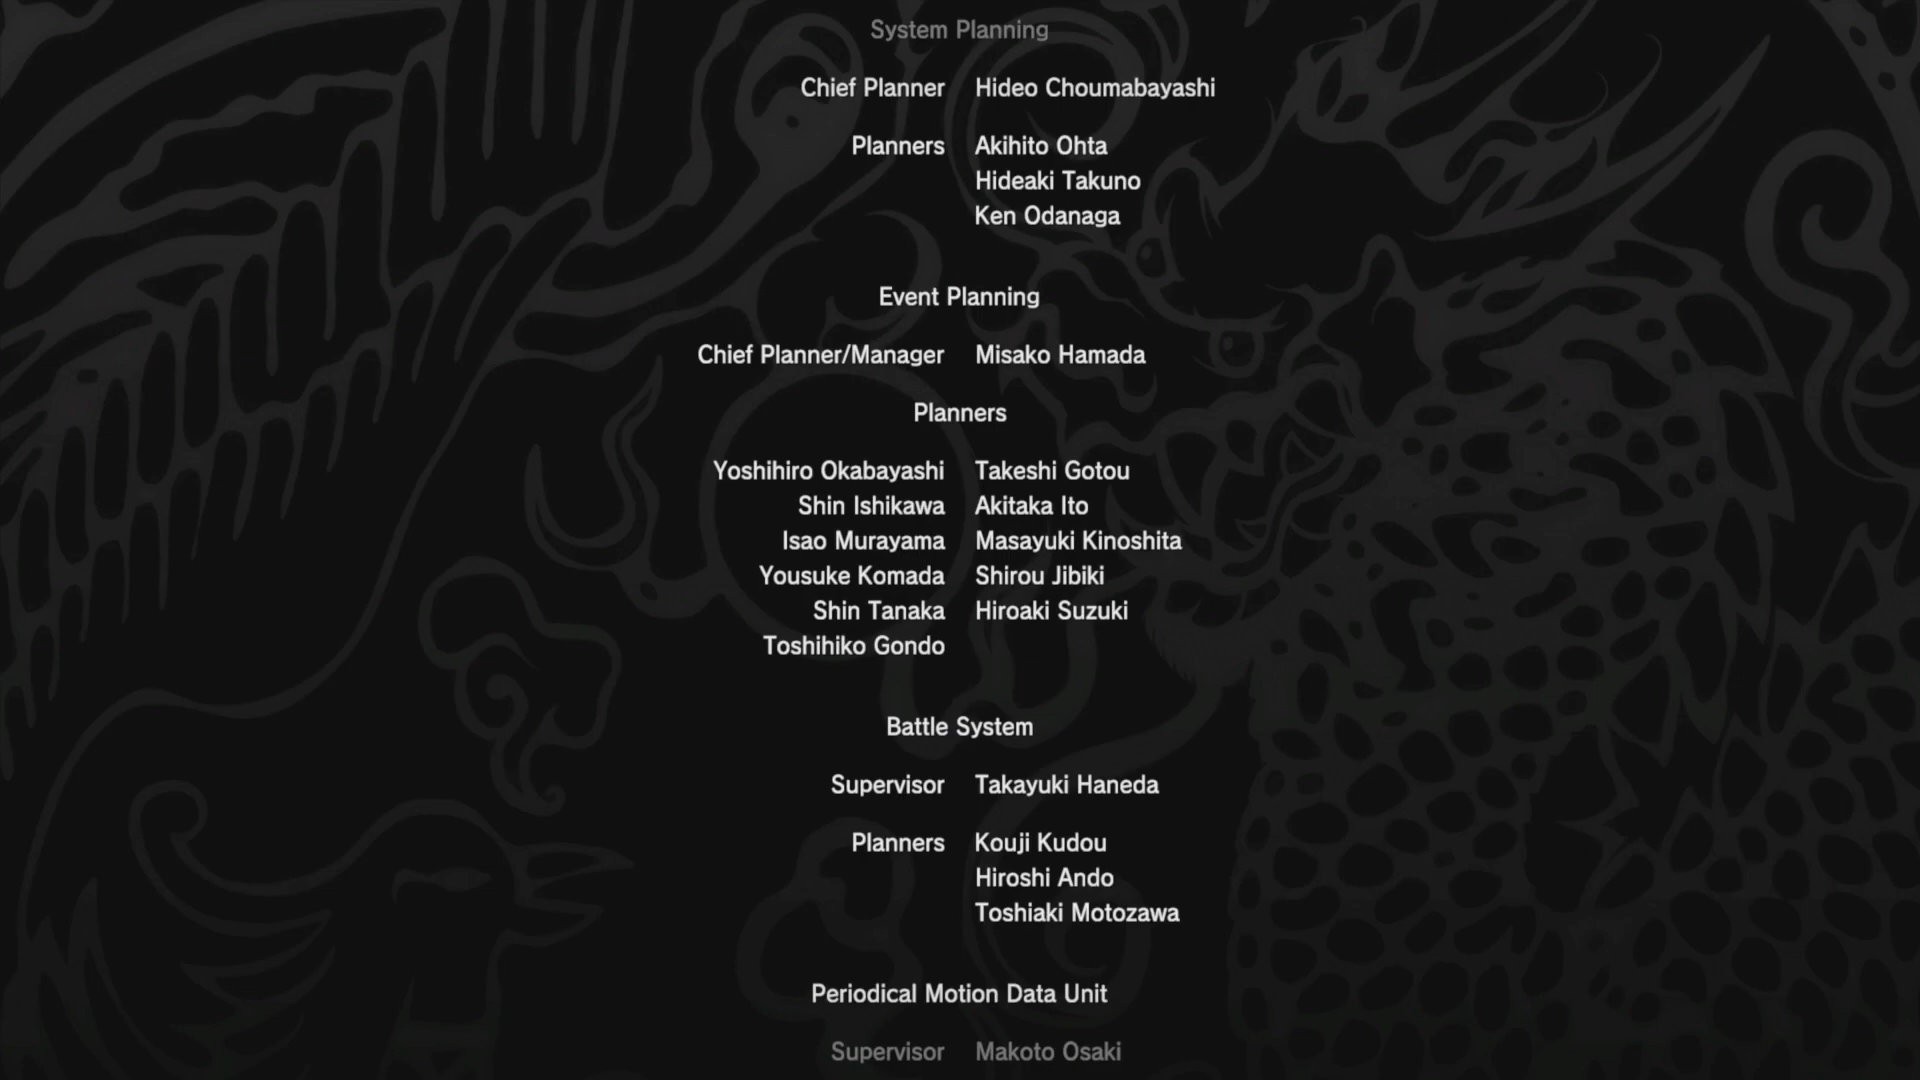 System Planning
Chief Planner Hideo Choumabayashi
Planners Akihito Ohta
Hideaki Takuno
Ken Odanaga
Event Planning
Chief Planner/Manager Misako Hamada
Planners
Yoshihiro Okabayashi Takeshi Gotou
Shin Ishikawa Akitaka Ito
Isao Murayama Masayuki Kinoshita
Yousuke Komada Shirou Jibiki
Shin Tanaka Hiroaki Suzuki
Toshihiko Gondo
Battle System
Supervisor Takayuki Haneda
Planners Kouji Kudou
Hiroshi Ando
Toshiaki Motozawa
Periodical Motion Data Unit
Supervisor Makoto Osaki